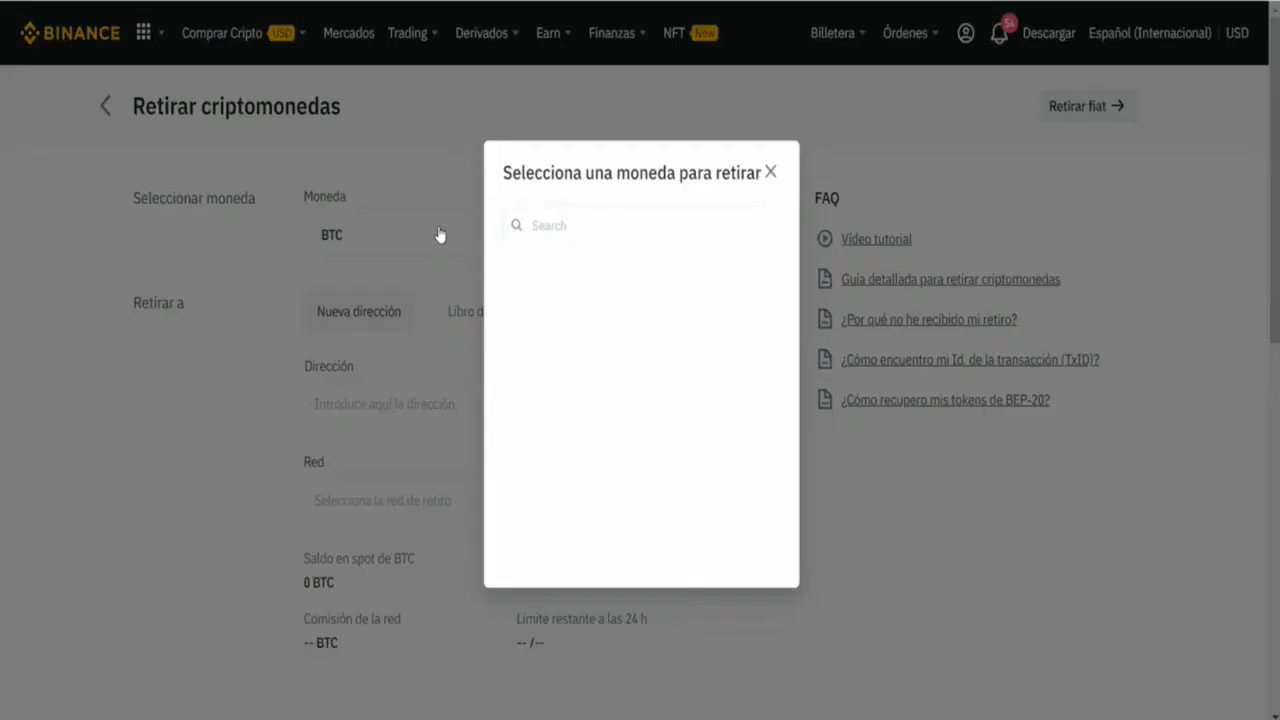 BINANCE
Comprar Cripto USD
Mercados
Trading
Derivados
Earn
Finanzas
NFT New
Billetera
Órdenes
54
Descargar
Español (Internacional)
USD
Retirar criptomonedas
Retirar fiat →
Selecciona una moneda para retirar
Search
Seleccionar moneda
Moneda
BTC
Retirar a
Nueva dirección
Libro d
Dirección
Introduce aquí la dirección
Red
Selecciona la red de retiro
Saldo en spot de BTC
0 BTC
Comisión de la red
-- BTC
Límite restante a las 24 h
-- /--
FAQ
Vídeo tutorial
Guía detallada para retirar criptomonedas
¿Por qué no he recibido mi retiro?
¿Cómo encuentro mi Id. de la transacción (TxID)?
¿Cómo recupero mis tokens de BEP-20?